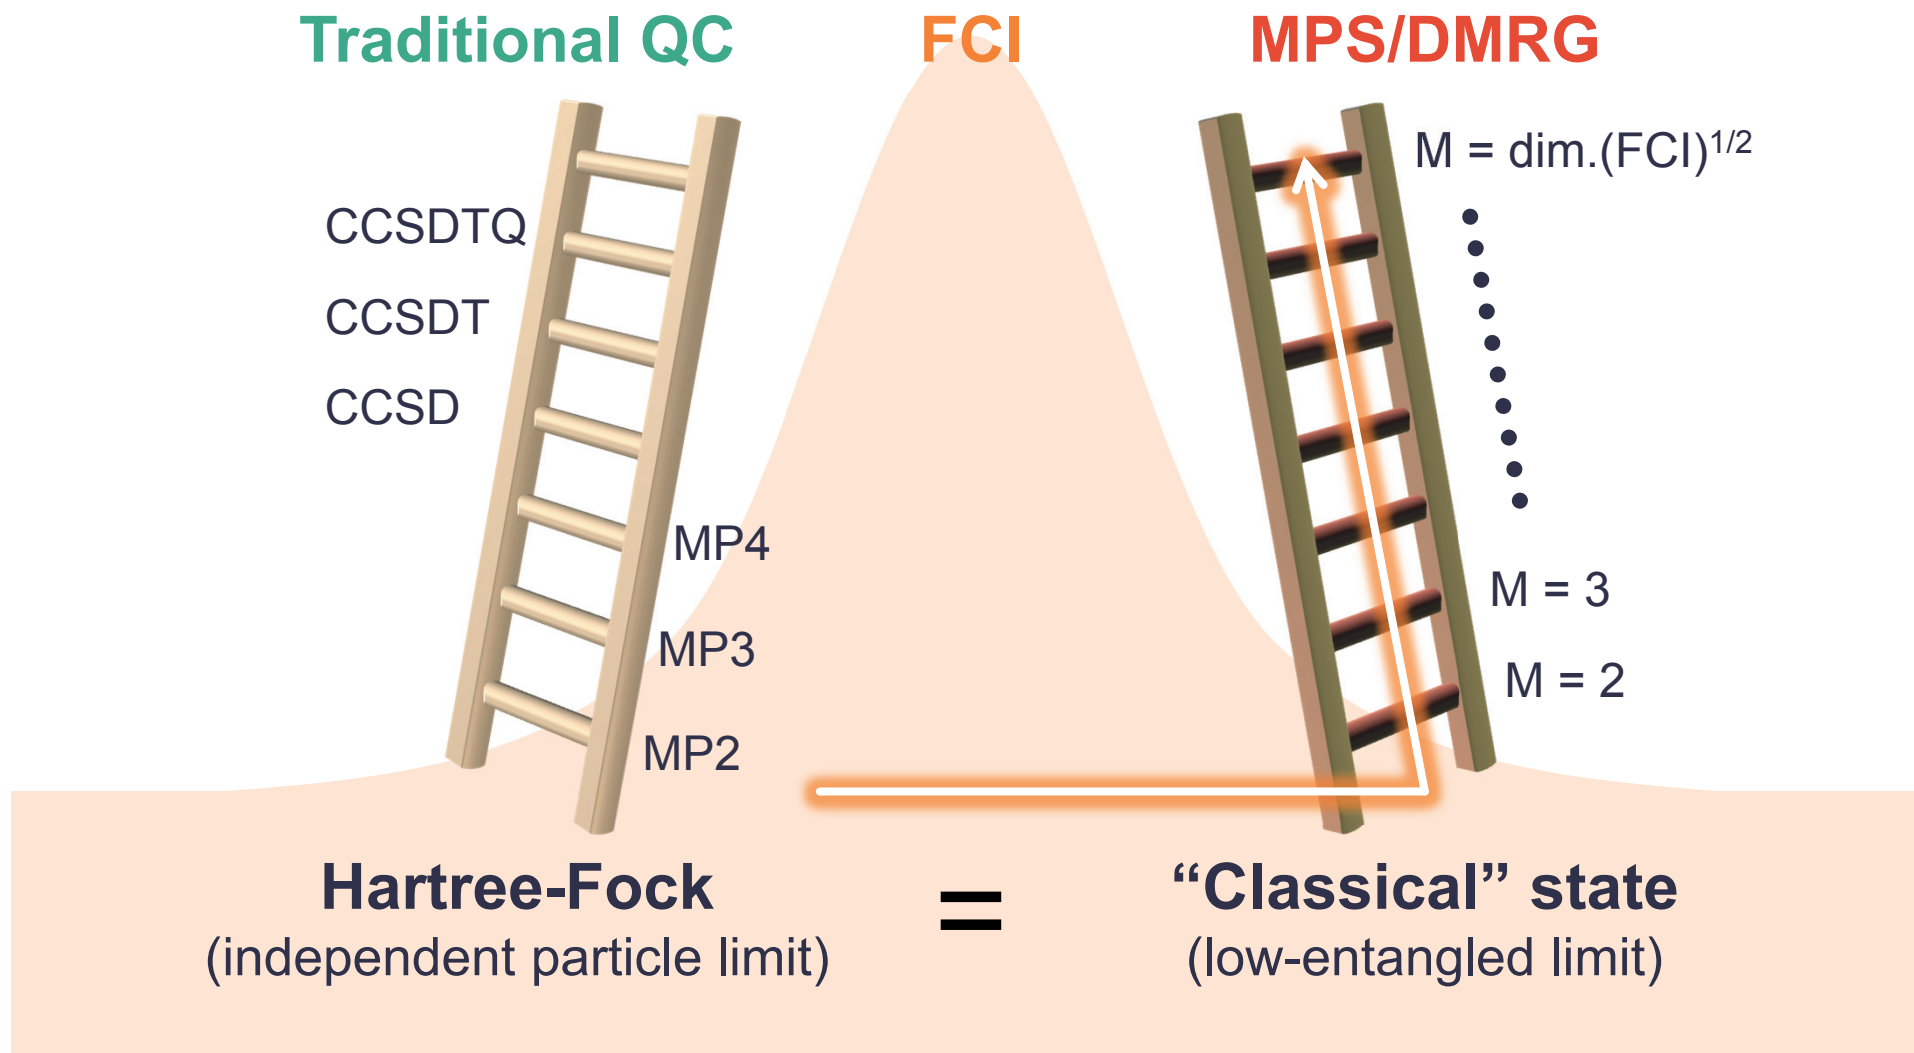 Traditional QC
FCI
MPS/DMRG
CCSDTQ
CCSDT
CCSD
MP4
MP3
MP2
M = dim.(FCI)^1/2
M = 3
M = 2
Hartree-Fock
(independent particle limit)
=
“Classical” state
(low-entangled limit)